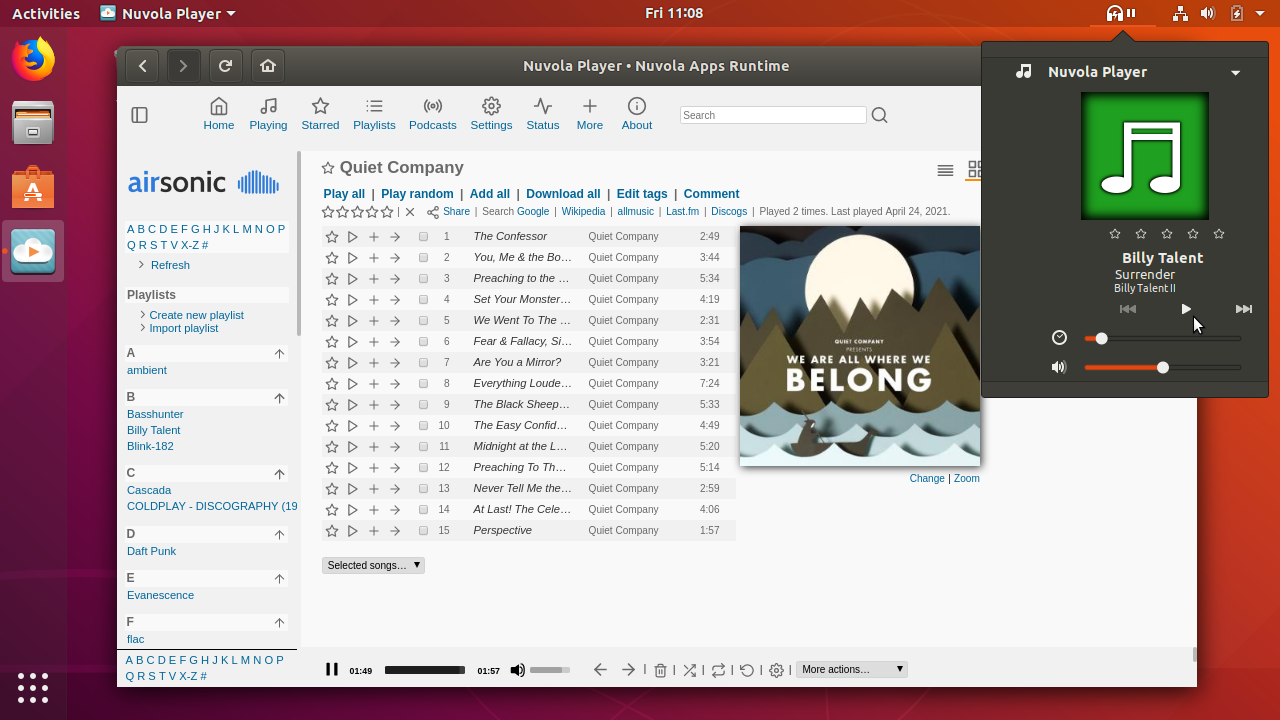 Activities Nuvola Player Fri 11:08
Nuvola Player • Nuvola Apps Runtime
Home Playing Starred Playlists Podcasts Settings Status More About Search
airsonic
A B C D E F G H I J K L M N O P
Q R S T V X-Z #
Refresh
Playlists
Create new playlist
Import playlist
A
ambient
B
Basshunter
Billy Talent
Blink-182
C
Cascada
COLDPLAY - DISCOGRAPHY (19
D
Daft Punk
E
Evanescence
F
flac
A B C D E F G H I J K L M N O P
Q R S T V X-Z #
Quiet Company
Play all | Play random | Add all | Download all | Edit tags | Comment
| Share | Search Google | Wikipedia | allmusic | Last.fm | Discogs | Played 2 times. Last played April 24, 2021.
1 The Confessor Quiet Company 2:49
2 You, Me & the Bo… Quiet Company 3:44
3 Preaching to the … Quiet Company 5:34
4 Set Your Monster… Quiet Company 4:19
5 We Went To The … Quiet Company 2:31
6 Fear & Fallacy, Si… Quiet Company 3:54
7 Are You a Mirror? Quiet Company 3:21
8 Everything Loude… Quiet Company 7:24
9 The Black Sheep… Quiet Company 5:33
10 The Easy Confid… Quiet Company 4:49
11 Midnight at the L… Quiet Company 5:20
12 Preaching To Th… Quiet Company 5:14
13 Never Tell Me the… Quiet Company 2:59
14 At Last! The Cele… Quiet Company 4:06
15 Perspective Quiet Company 1:57
Selected songs…
QUIET COMPANY
PRESENTS
WE ARE ALL WHERE WE
BELONG
Change | Zoom
01:49 01:57 | | | | | | More actions…
Nuvola Player
Billy Talent
Surrender
Billy Talent II